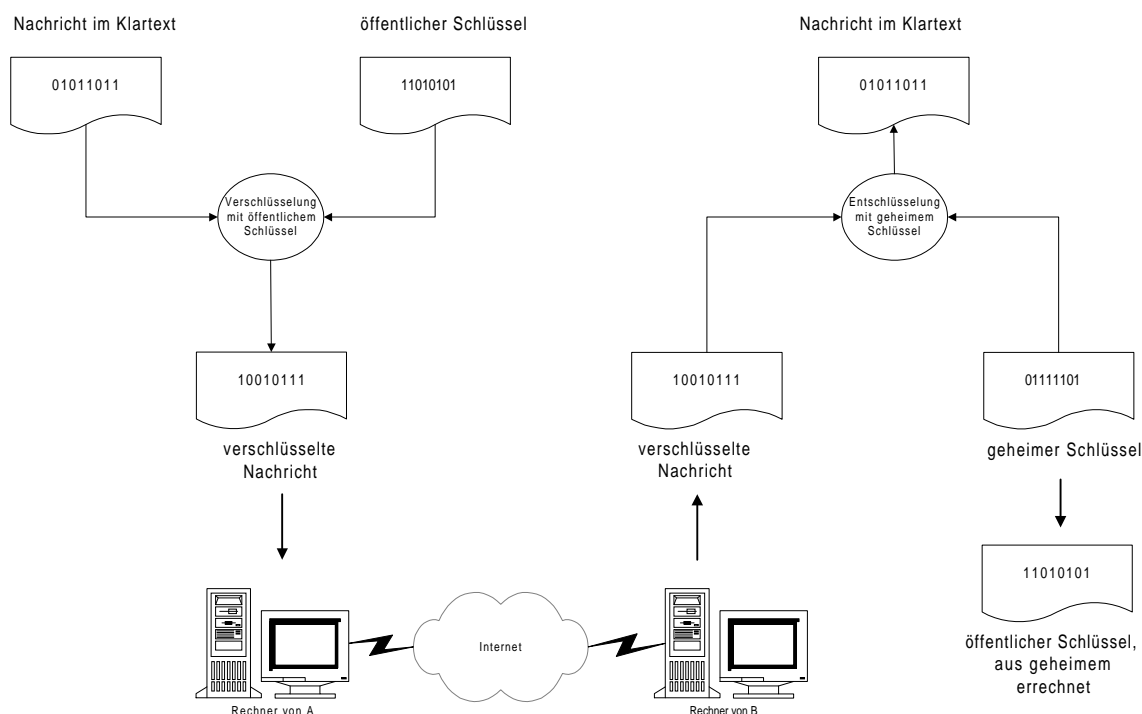 Nachricht im Klartext
öffentlicher Schlüssel
Nachricht im Klartext
01011011
11010101
01011011
Verschlüsselung
mit öffentlichem
Schlüssel
Entschlüsselung
mit geheimem
Schlüssel
10010111
10010111
01111101
verschlüsselte
Nachricht
verschlüsselte
Nachricht
geheimer Schlüssel
11010101
öffentlicher Schlüssel,
aus geheimem
errechnet
Internet
Rechner von A
Rechner von B